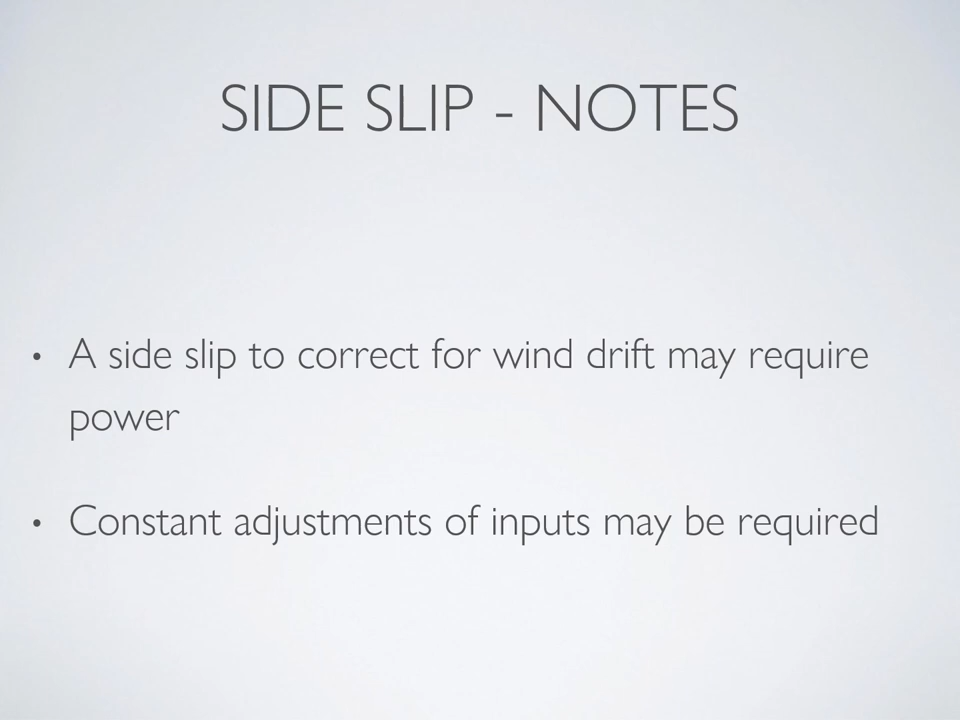 SIDE SLIP - NOTES
• A side slip to correct for wind drift may require
power
• Constant adjustments of inputs may be required